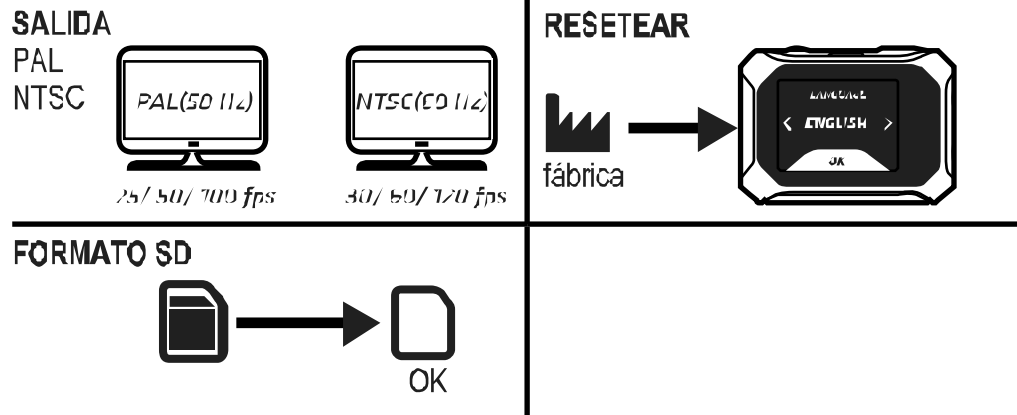 SALIDA
PAL
NTSC
PAL(50 Hz)
NTSC(60 Hz)
25/ 50/ 100 fps
30/ 60/ 120 fps
RESETEAR
fábrica
LANGUAGE
< ENGLISH >
OK
FORMATO SD
OK